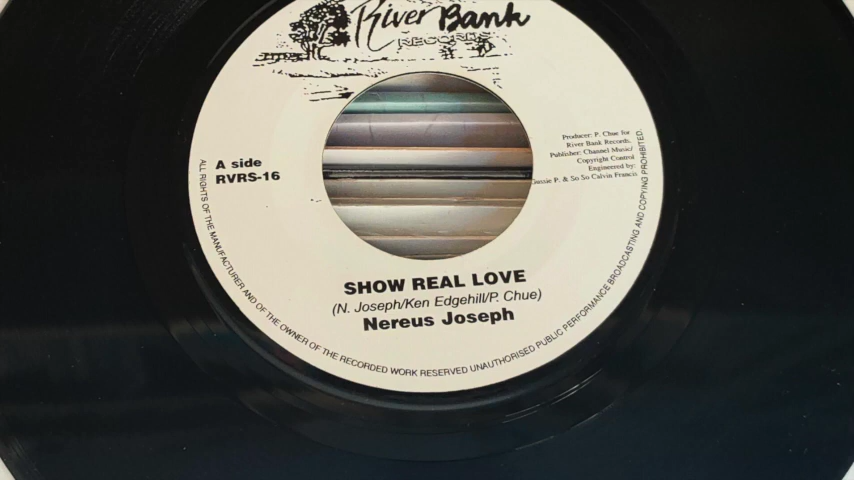 River Bank
RECORDS
A side
RVRS-16
Producer: P. Chue for
River Bank Records.
Publisher: Channel Music/
Copyright Control
Engineered by:
Gussie P. & So So Calvin Francis
SHOW REAL LOVE
(N. Joseph/Ken Edgehill/P. Chue)
Nereus Joseph
ALL RIGHTS OF THE MANUFACTURER AND OF THE OWNER OF THE RECORDED WORK RESERVED UNAUTHORISED PUBLIC PERFORMANCE BROADCASTING AND COPYING PROHIBITED.